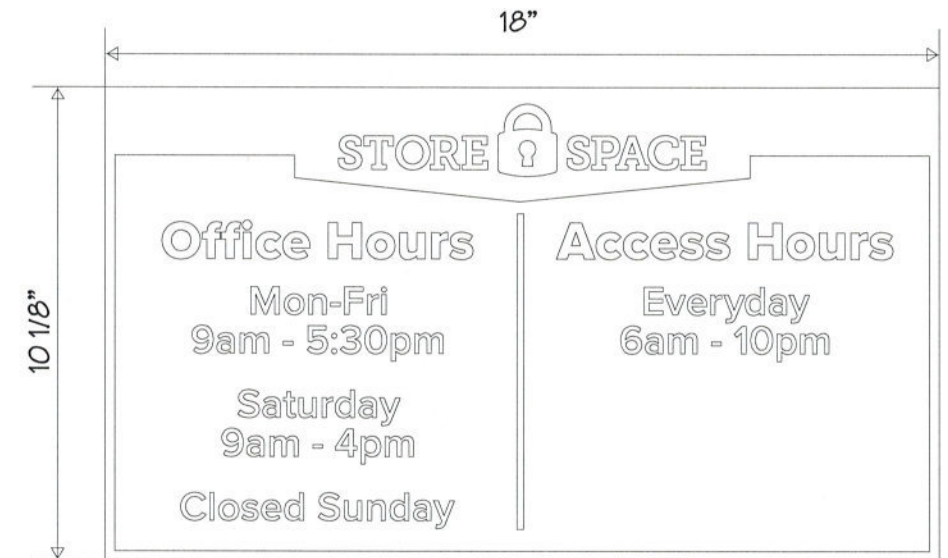 18"
10 1/8"
STORE SPACE
Office Hours
Mon-Fri
9am - 5:30pm
Saturday
9am - 4pm
Closed Sunday
Access Hours
Everyday
6am - 10pm